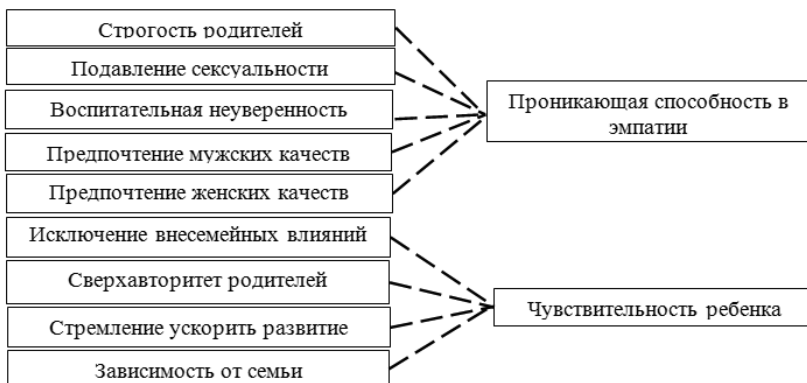 Строгость родителей
Подавление сексуальности
Воспитательная неуверенность
Предпочтение мужских качеств
Предпочтение женских качеств
Исключение внесемейных влияний
Сверхавторитет родителей
Стремление ускорить развитие
Зависимость от семьи
Проникающая способность в
эмпатии
Чувствительность ребенка